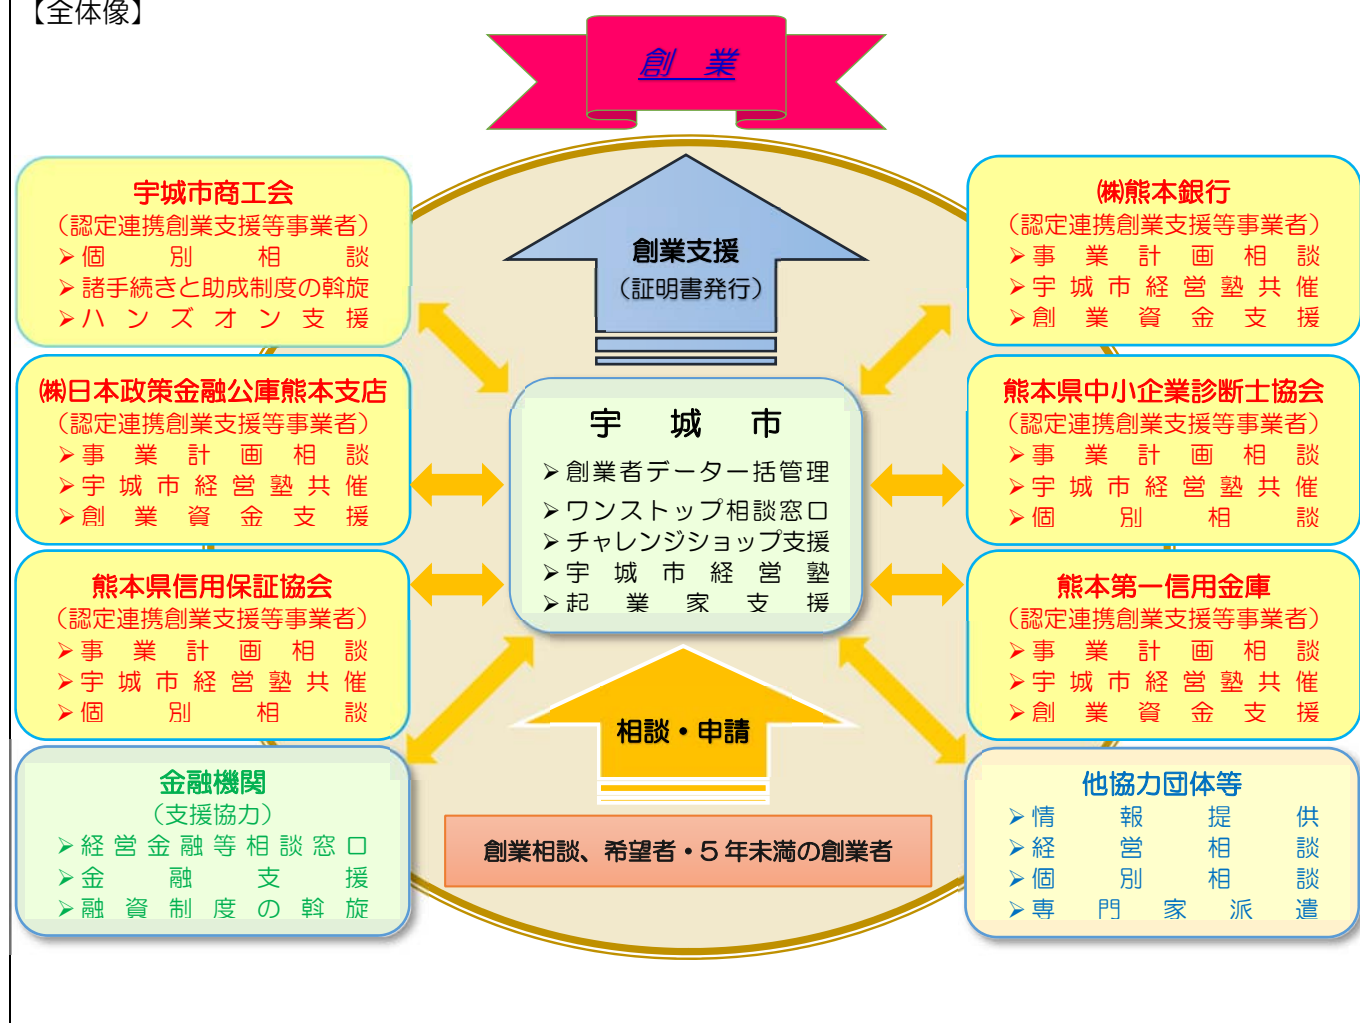 【全体像】
創 業
宇城市商工会
（認定連携創業支援等事業者）
➢個別相談
➢諸手続きと助成制度の斡旋
➢ハンズオン支援
㈱日本政策金融公庫熊本支店
（認定連携創業支援等事業者）
➢事業計画相談
➢宇城市経営塾共催
➢創業資金支援
熊本県信用保証協会
（認定連携創業支援等事業者）
➢事業計画相談
➢宇城市経営塾共催
➢個別相談
金融機関
（支援協力）
➢経営金融等相談窓口
➢金融支援
➢融資制度の斡旋
創業支援
（証明書発行）
宇 城 市
➢創業者データー括管理
➢ワンストップ相談窓口
➢チャレンジショップ支援
➢宇城市経営塾
➢起業家支援
相談・申請
創業相談、希望者・５年未満の創業者
㈱熊本銀行
（認定連携創業支援等事業者）
➢事業計画相談
➢宇城市経営塾共催
➢創業資金支援
熊本県中小企業診断士協会
（認定連携創業支援等事業者）
➢事業計画相談
➢宇城市経営塾共催
➢個別相談
熊本第一信用金庫
（認定連携創業支援等事業者）
➢事業計画相談
➢宇城市経営塾共催
➢創業資金支援
他協力団体等
➢情報提供
➢経営相談
➢個別相談
➢専門家派遣